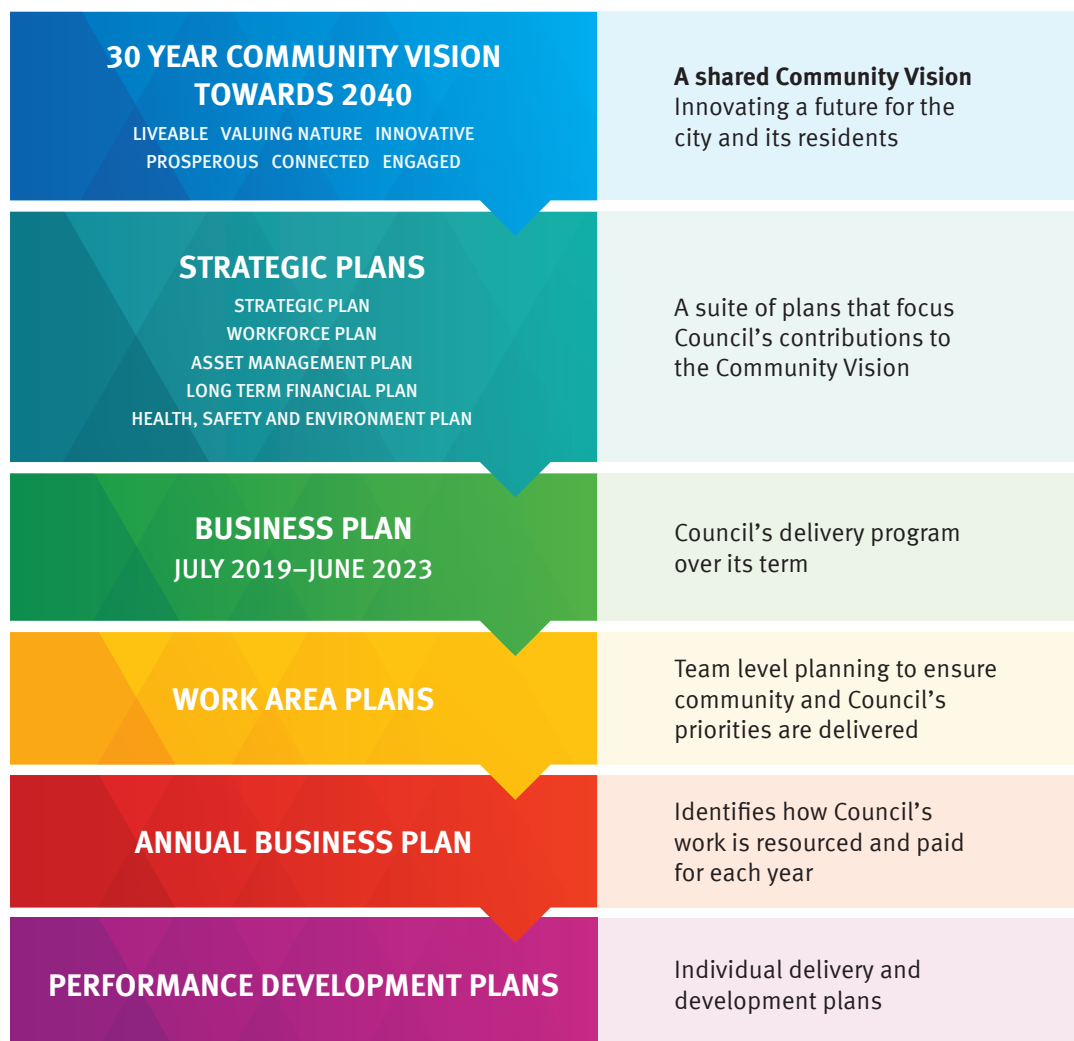 30 YEAR COMMUNITY VISION
TOWARDS 2040
LIVEABLE VALUING NATURE INNOVATIVE
PROSPEROUS CONNECTED ENGAGED
A shared Community Vision
Innovating a future for the
city and its residents
STRATEGIC PLANS
STRATEGIC PLAN
WORKFORCE PLAN
ASSET MANAGEMENT PLAN
LONG TERM FINANCIAL PLAN
HEALTH, SAFETY AND ENVIRONMENT PLAN
A suite of plans that focus
Council’s contributions to
the Community Vision
BUSINESS PLAN
JULY 2019–JUNE 2023
Council’s delivery program
over its term
WORK AREA PLANS
Team level planning to ensure
community and Council’s
priorities are delivered
ANNUAL BUSINESS PLAN
Identifies how Council’s
work is resourced and paid
for each year
PERFORMANCE DEVELOPMENT PLANS
Individual delivery and
development plans